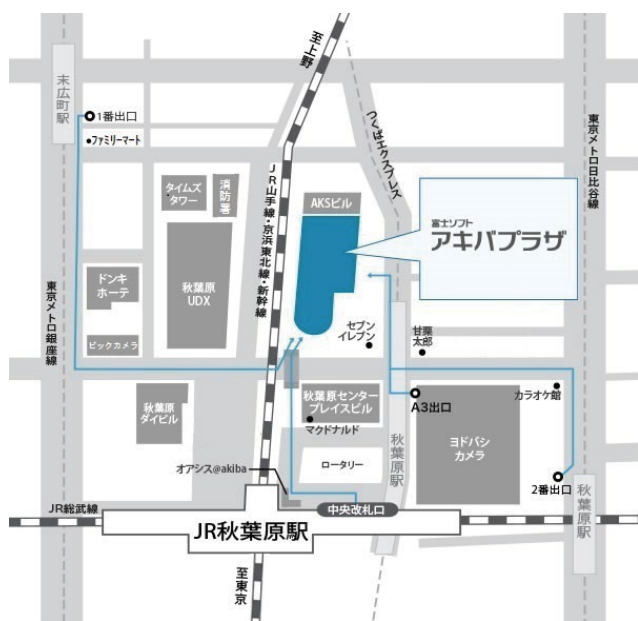 至上野
末広町駅
1番出口
ファミリーマート
つくばエクスプレス
東京メトロ日比谷線
タイムズ
タワー
消防署
JR山手線・京浜東北線・新幹線
AKSビル
富士ソフト
アキバプラザ
ドンキ
ホーテ
秋葉原
UDX
東京メトロ銀座線
ビックカメラ
セブン
イレブン
甘栗
太郎
秋葉原
ダイビル
秋葉原センター
プレイスビル
マクドナルド
A3出口
カラオケ館
ヨドバシ
カメラ
秋葉原駅
オアシス@akiba
ロータリー
2番出口
秋葉原駅
JR総武線
中央改札口
JR秋葉原駅
至東京